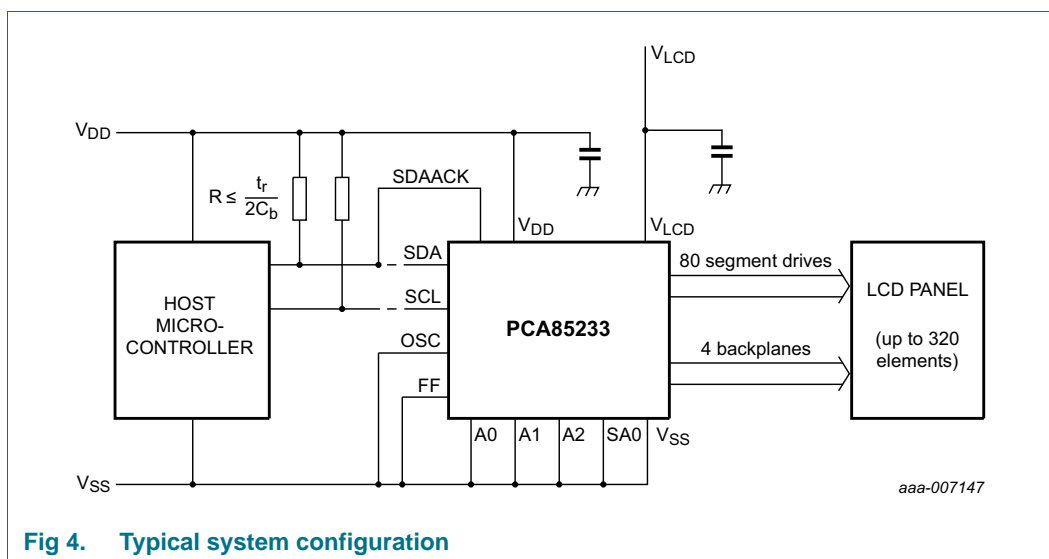 V_LCD
V_DD
SDAACK
R ≤ t_r / 2C_b
V_DD
V_LCD
SDA
80 segment drives
HOST
MICRO-
CONTROLLER
SCL
LCD PANEL
(up to 320
elements)
PCA85233
OSC
4 backplanes
FF
A0 A1 A2 SA0 V_SS
V_SS
aaa-007147
Fig 4. Typical system configuration